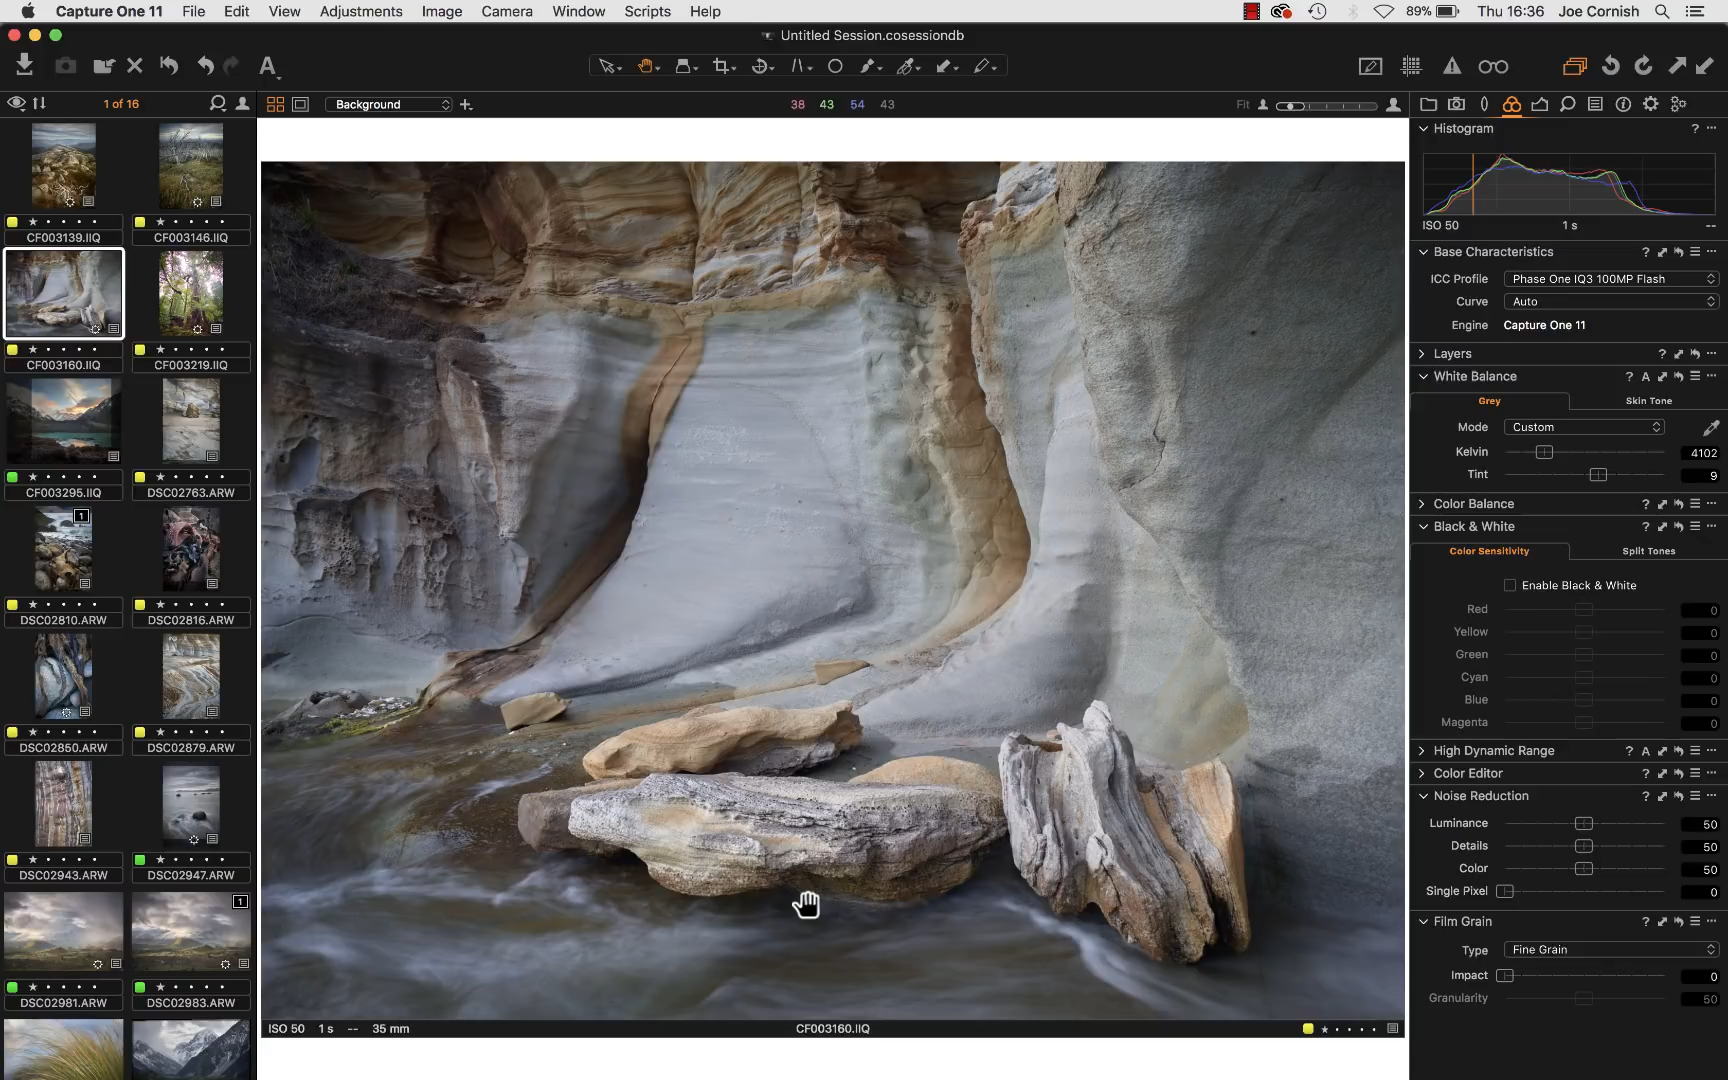 Capture One 11 File Edit View Adjustments Image Camera Window Scripts Help 89% Thu 16:36 Joe Cornish
Untitled Session.cosessiondb
A
1 of 16 Background 38 43 54 43 Fit
Histogram ? ...
ISO 50 1 s --
Base Characteristics ? ...
ICC Profile Phase One IQ3 100MP Flash
Curve Auto
Engine Capture One 11
Layers ? ...
White Balance ? A ...
Grey Skin Tone
Mode Custom
Kelvin 4102
Tint 9
Color Balance ? ...
Black & White ? ...
Color Sensitivity Split Tones
Enable Black & White
Red 0
Yellow 0
Green 0
Cyan 0
Blue 0
Magenta 0
High Dynamic Range ? A ...
Color Editor ? ...
Noise Reduction ? ...
Luminance 50
Details 50
Color 50
Single Pixel 0
Film Grain ? ...
Type Fine Grain
Impact 0
Granularity 50
CF003139.IIQ CF003146.IIQ
CF003160.IIQ CF003219.IIQ
CF003295.IIQ DSC02763.ARW
1
DSC02810.ARW DSC02816.ARW
DSC02850.ARW DSC02879.ARW
DSC02943.ARW DSC02947.ARW
1
DSC02981.ARW DSC02983.ARW
ISO 50 1 s -- 35 mm CF003160.IIQ